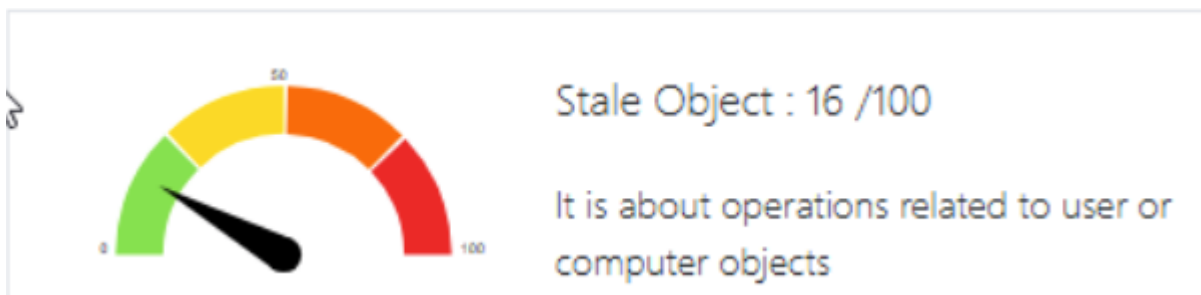 50
0
100
Stale Object : 16 /100
It is about operations related to user or
computer objects